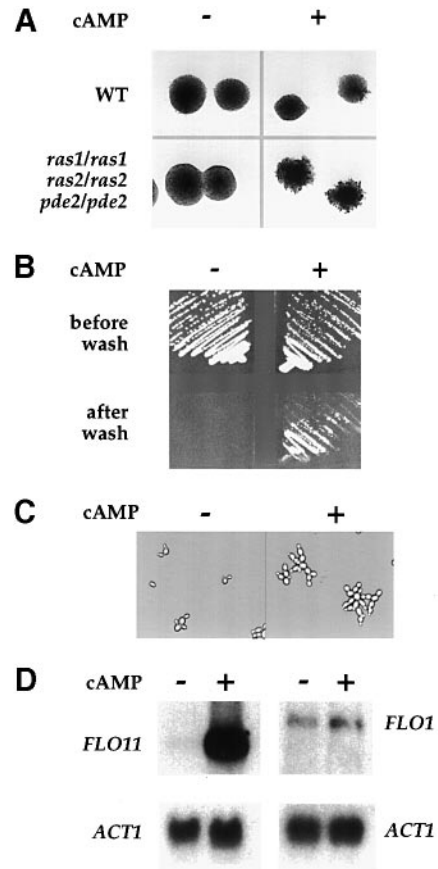 A
cAMP - +
WT
ras1/ras1
ras2/ras2
pde2/pde2
B
cAMP - +
before
wash
after
wash
C
cAMP - +
D
cAMP - + - +
FLO11 FLO1
ACT1 ACT1